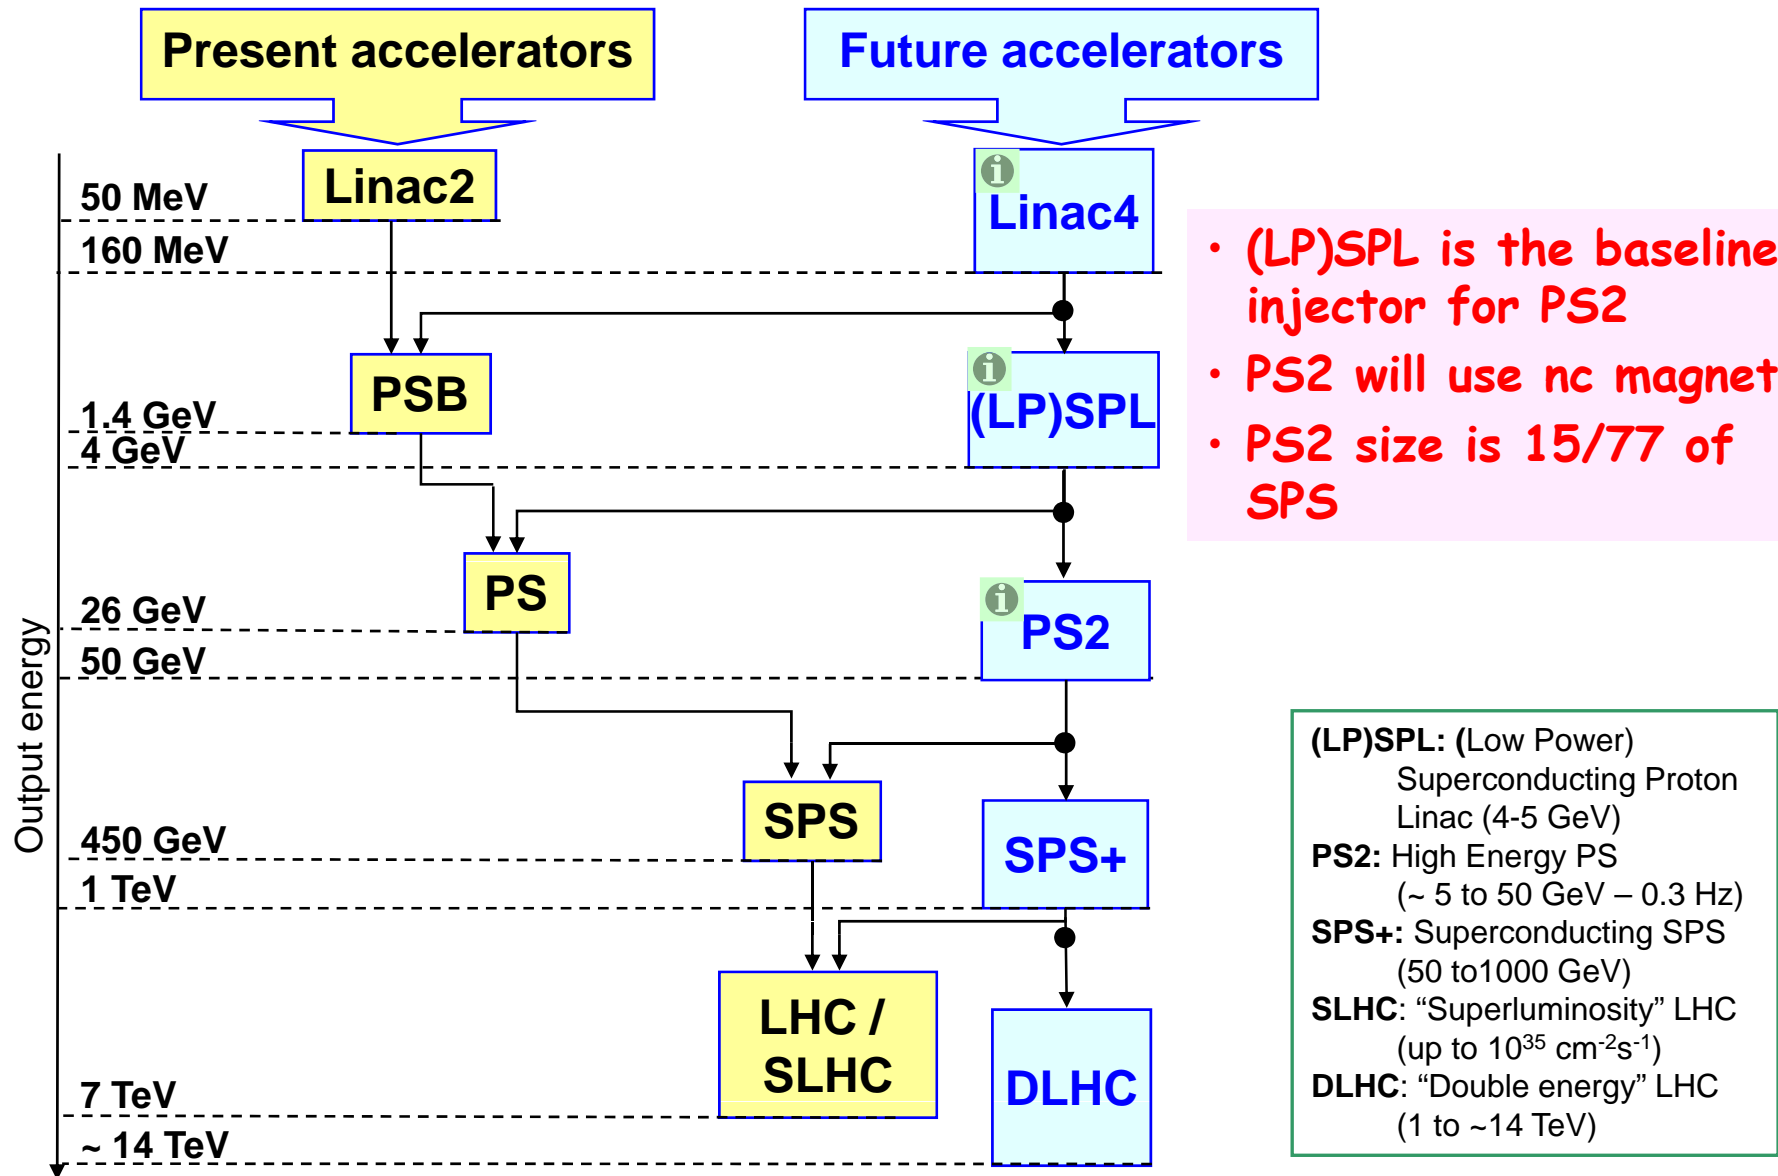 Present accelerators
Future accelerators
Output energy
50 MeV
160 MeV
1.4 GeV
4 GeV
26 GeV
50 GeV
450 GeV
1 TeV
7 TeV
~ 14 TeV
Linac2
PSB
PS
SPS
LHC /
SLHC
i
Linac4
i
(LP)SPL
i
PS2
SPS+
DLHC
• (LP)SPL is the baseline
injector for PS2
• PS2 will use nc magnet
• PS2 size is 15/77 of
SPS
(LP)SPL: (Low Power)
Superconducting Proton
Linac (4-5 GeV)
PS2: High Energy PS
(~ 5 to 50 GeV – 0.3 Hz)
SPS+: Superconducting SPS
(50 to1000 GeV)
SLHC: “Superluminosity” LHC
(up to 10³⁵ cm⁻²s⁻¹)
DLHC: “Double energy” LHC
(1 to ~14 TeV)